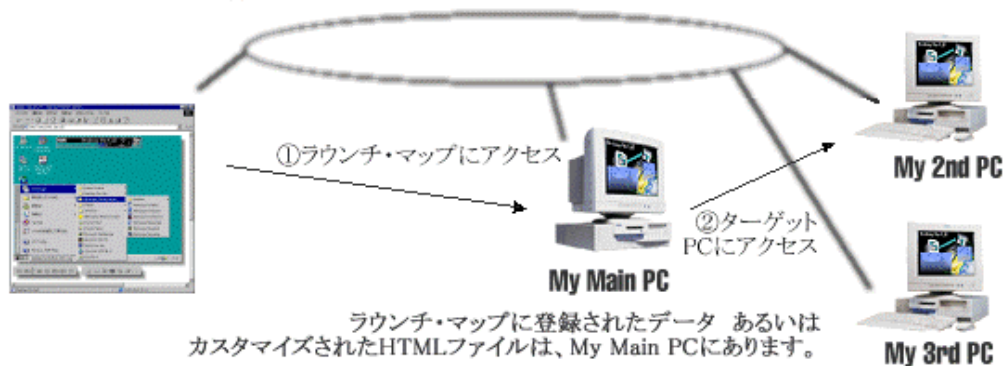 ①ラウンチ・マップにアクセス
My 2nd PC
②ターゲット
PCにアクセス
My Main PC
ラウンチ・マップに登録されたデータ あるいは
カスタマイズされたHTMLファイルは、My Main PCにあります。
My 3rd PC